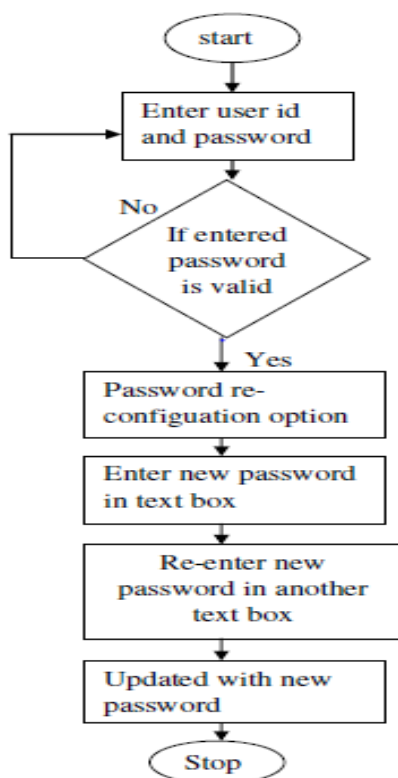 start
Enter user id
and password
No
If entered
password
is valid
Yes
Password re-
configuation option
Enter new password
in text box
Re-enter new
password in another
text box
Updated with new
password
Stop